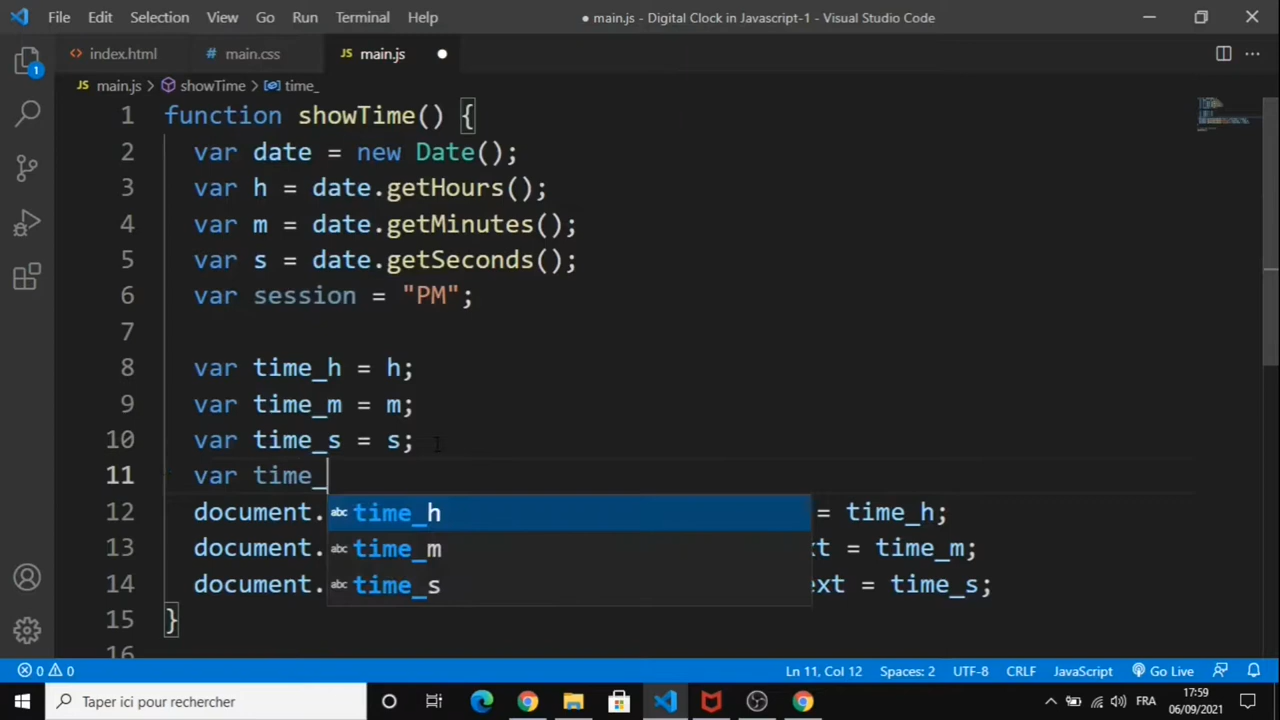 File Edit Selection View Go Run Terminal Help ● main.js - Digital Clock in Javascript-1 - Visual Studio Code
<> index.html # main.css JS main.js ●
JS main.js > showTime > time_
1
1 function showTime() {
2 var date = new Date();
3 var h = date.getHours();
4 var m = date.getMinutes();
5 var s = date.getSeconds();
6 var session = "PM";
7
8 var time_h = h;
9 var time_m = m;
10 var time_s = s;
11 var time_
12 document. abc time_h = time_h;
13 document. abc time_m xt = time_m;
14 document. abc time_s ext = time_s;
15 }
16
0 0 Ln 11, Col 12 Spaces: 2 UTF-8 CRLF JavaScript Go Live
Taper ici pour rechercher FRA 17:59
06/09/2021